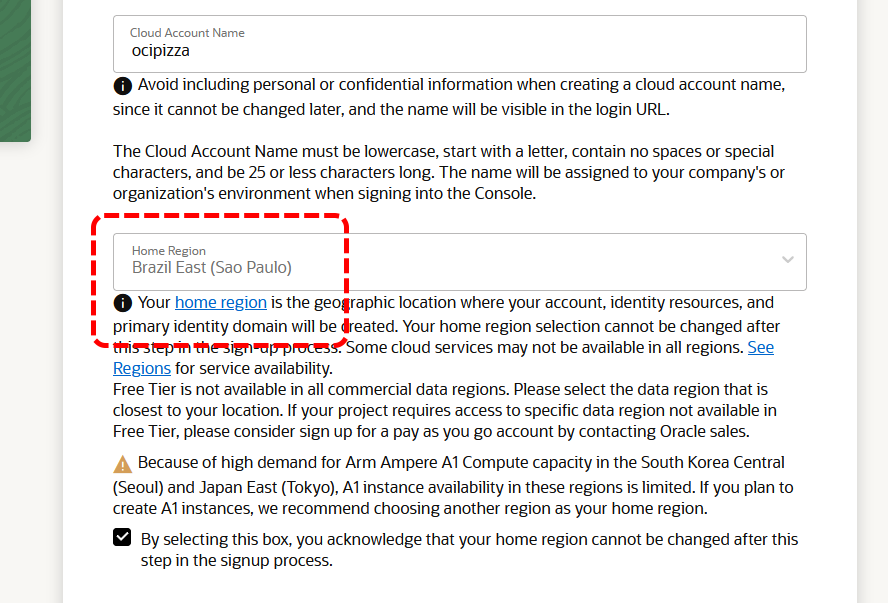 Cloud Account Name
ocipizza
Avoid including personal or confidential information when creating a cloud account name,
since it cannot be changed later, and the name will be visible in the login URL.
The Cloud Account Name must be lowercase, start with a letter, contain no spaces or special
characters, and be 25 or less characters long. The name will be assigned to your company's or
organization's environment when signing into the Console.
Home Region
Brazil East (Sao Paulo)
Your home region is the geographic location where your account, identity resources, and
primary identity domain will be created. Your home region selection cannot be changed after
this step in the sign-up process. Some cloud services may not be available in all regions. See
Regions for service availability.
Free Tier is not available in all commercial data regions. Please select the data region that is
closest to your location. If your project requires access to specific data region not available in
Free Tier, please consider sign up for a pay as you go account by contacting Oracle sales.
Because of high demand for Arm Ampere A1 Compute capacity in the South Korea Central
(Seoul) and Japan East (Tokyo), A1 instance availability in these regions is limited. If you plan to
create A1 instances, we recommend choosing another region as your home region.
By selecting this box, you acknowledge that your home region cannot be changed after this
step in the signup process.